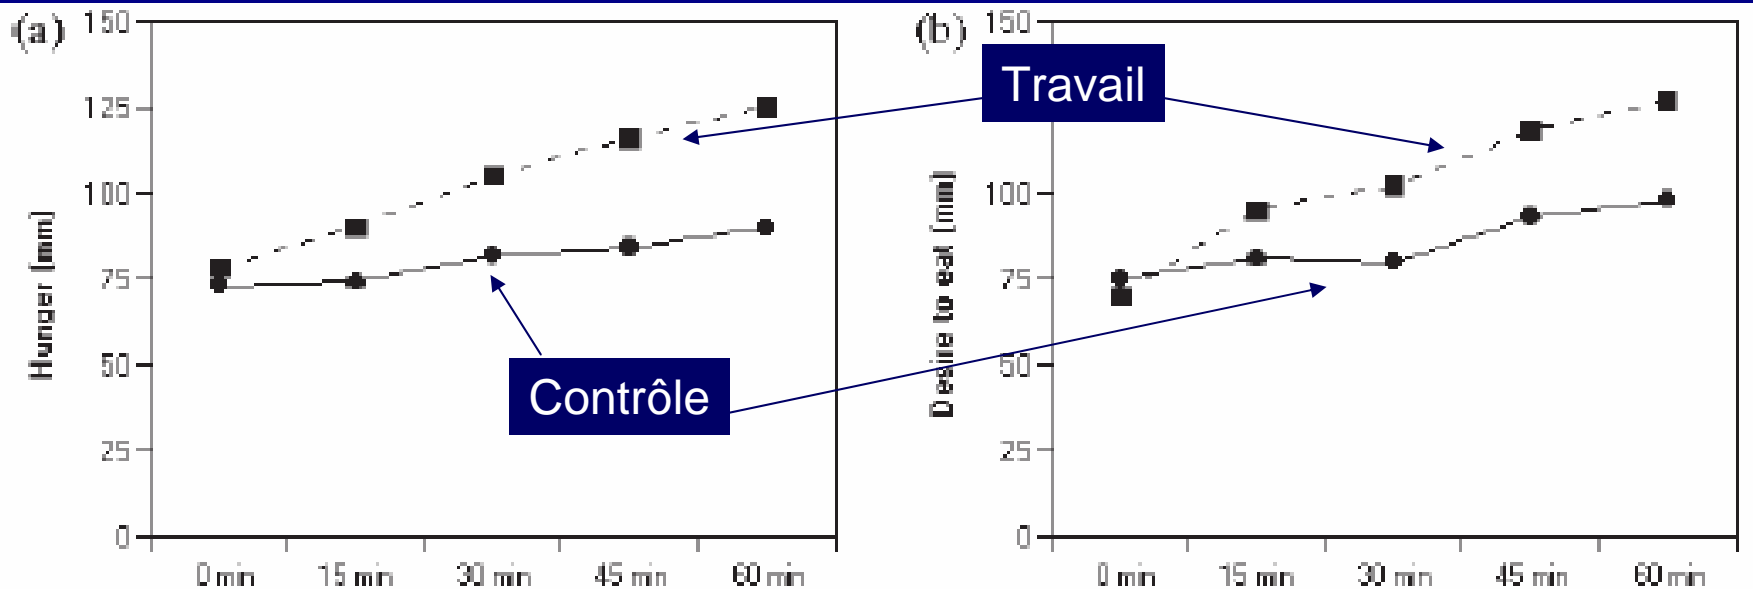 (a)
150
125
100
75
50
25
0
Hunger [mm]
0 min 15 min 30 min 45 min 60 min
Travail
Contrôle
(b)
150
100
75
50
25
0
Desire to eat [mm]
0 min 15 min 30 min 45 min 60 min